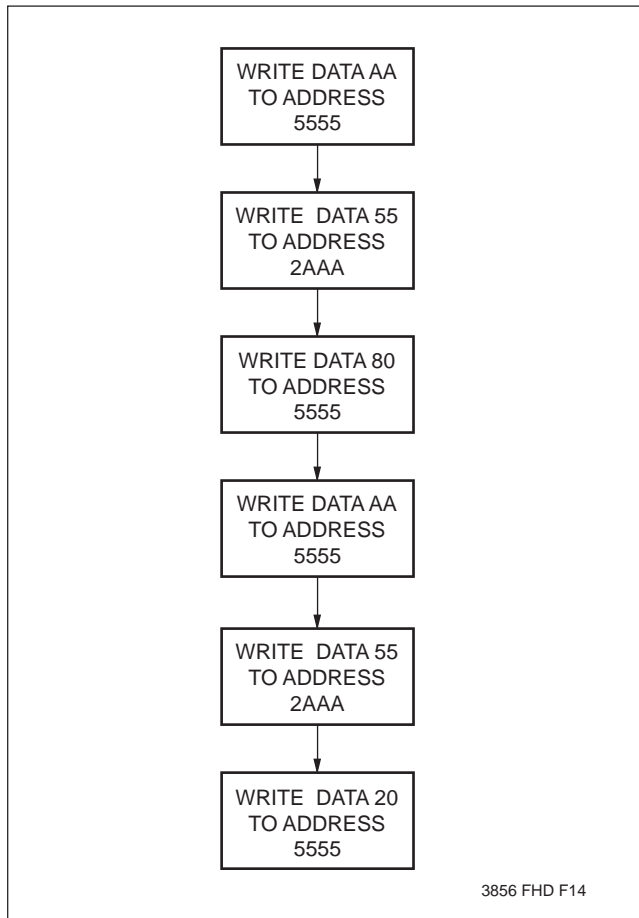 WRITE DATA AA
TO ADDRESS
5555
WRITE DATA 55
TO ADDRESS
2AAA
WRITE DATA 80
TO ADDRESS
5555
WRITE DATA AA
TO ADDRESS
5555
WRITE DATA 55
TO ADDRESS
2AAA
WRITE DATA 20
TO ADDRESS
5555
3856 FHD F14